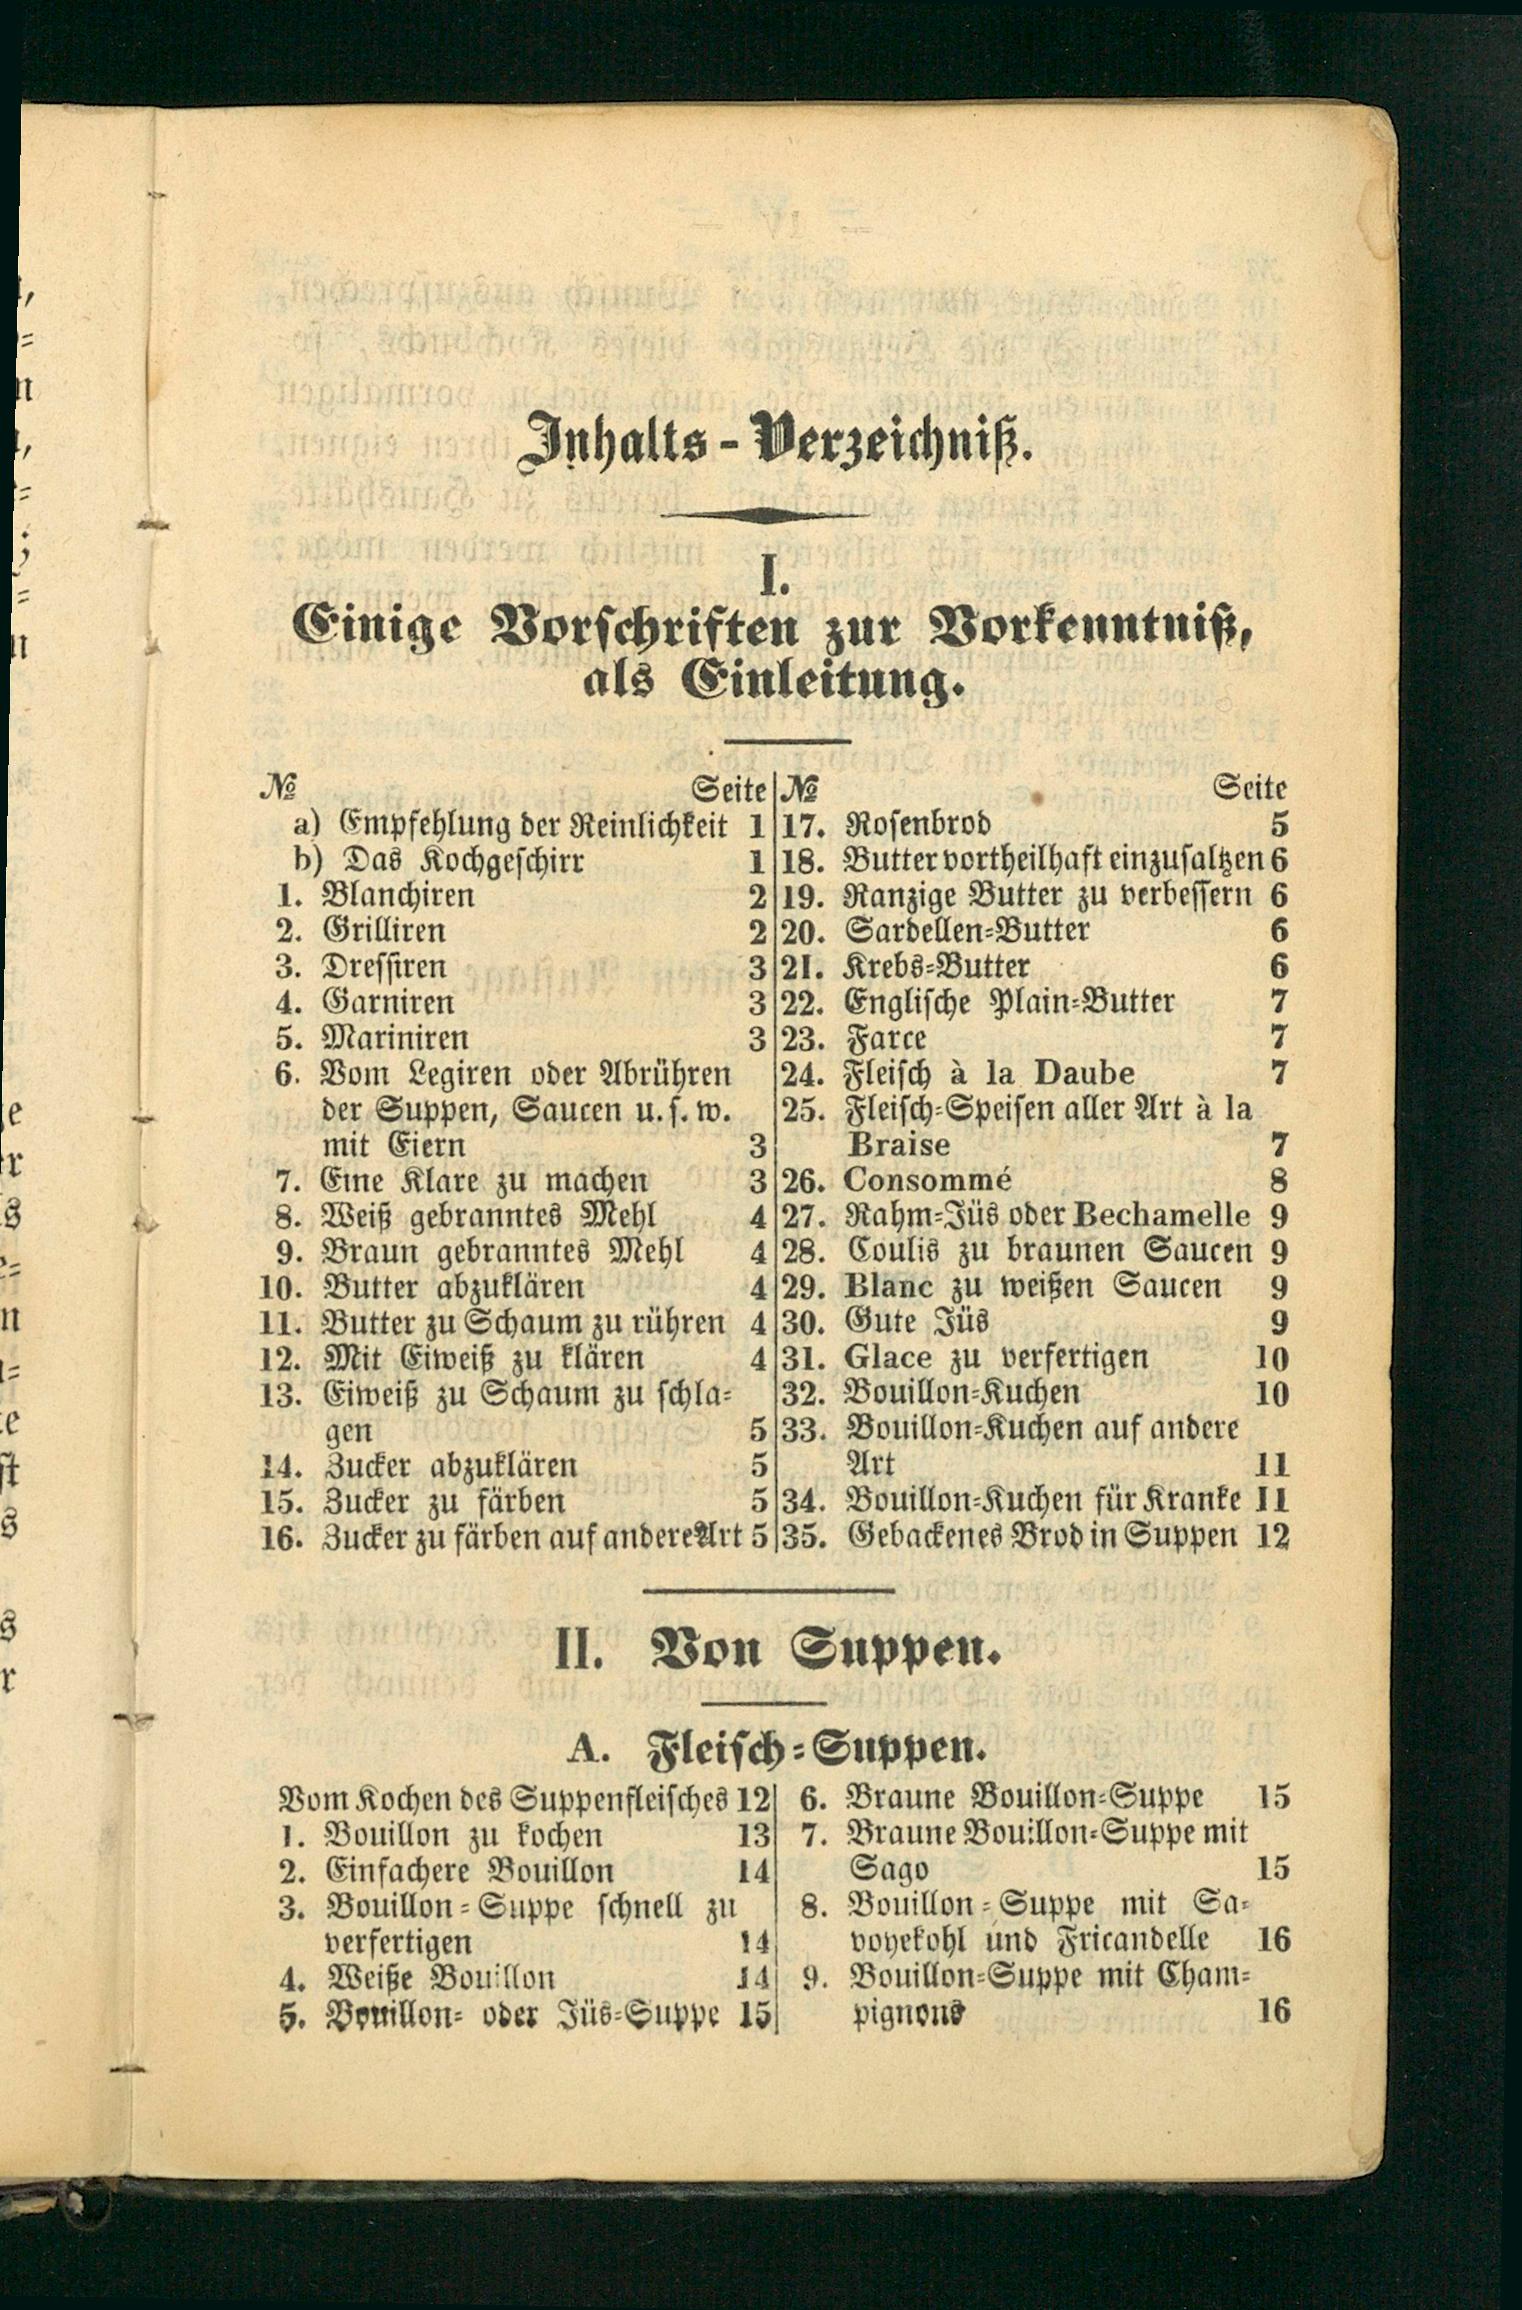 Inhalts-Verzeichniß.
I.
Einige Vorschriften zur Vorkenntniß,
als Einleitung.
№ Seite
a) Empfehlung der Reinlichkeit 1
b) Das Kochgeschirr 1
1. Blanchiren 2
2. Grilliren 2
3. Dressiren 3
4. Garniren 3
5. Mariniren 3
6. Vom Legiren oder Abrühren
der Suppen, Saucen u. s. w.
mit Eiern 3
7. Eine Klare zu machen 3
8. Weiß gebranntes Mehl 4
9. Braun gebranntes Mehl 4
10. Butter abzuklären 4
11. Butter zu Schaum zu rühren 4
12. Mit Eiweiß zu klären 4
13. Eiweiß zu Schaum zu schla-
gen 5
14. Zucker abzuklären 5
15. Zucker zu färben 5
16. Zucker zu färben auf andere Art 5
№ Seite
17. Rosenbrod 5
18. Butter vortheilhaft einzusaltzen 6
19. Ranzige Butter zu verbessern 6
20. Sardellen-Butter 6
21. Krebs-Butter 6
22. Englische Plain-Butter 7
23. Farce 7
24. Fleisch à la Daube 7
25. Fleisch-Speisen aller Art à la
Braise 7
26. Consommé 8
27. Rahm-Jüs oder Bechamelle 9
28. Coulis zu braunen Saucen 9
29. Blanc zu weißen Saucen 9
30. Gute Jüs 9
31. Glace zu verfertigen 10
32. Bouillon-Kuchen 10
33. Bouillon-Kuchen auf andere
Art 11
34. Bouillon-Kuchen für Kranke 11
35. Gebackenes Brod in Suppen 12
II. Von Suppen.
A. Fleisch-Suppen.
Vom Kochen des Suppenfleisches 12
1. Bouillon zu kochen 13
2. Einfachere Bouillon 14
3. Bouillon-Suppe schnell zu
verfertigen 14
4. Weiße Bouillon 14
5. Bouillon- oder Jüs-Suppe 15
6. Braune Bouillon-Suppe 15
7. Braune Bouillon-Suppe mit
Sago 15
8. Bouillon-Suppe mit Sa-
voyekohl und Fricandelle 16
9. Bouillon-Suppe mit Cham-
pignons 16